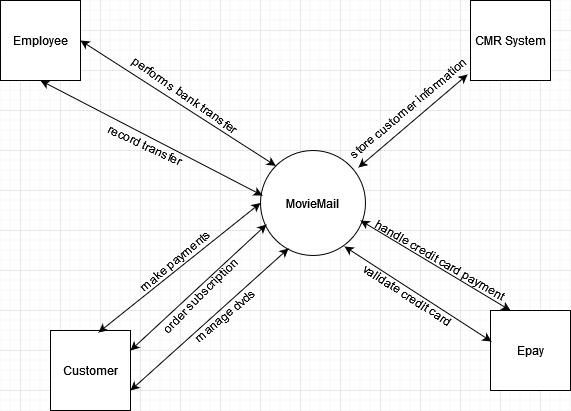 Employee
CMR System
performs bank transfer
store customer information
record transfer
MovieMail
make payments
handle credit card payment
order subscription
validate credit card
manage dvds
Customer
Epay